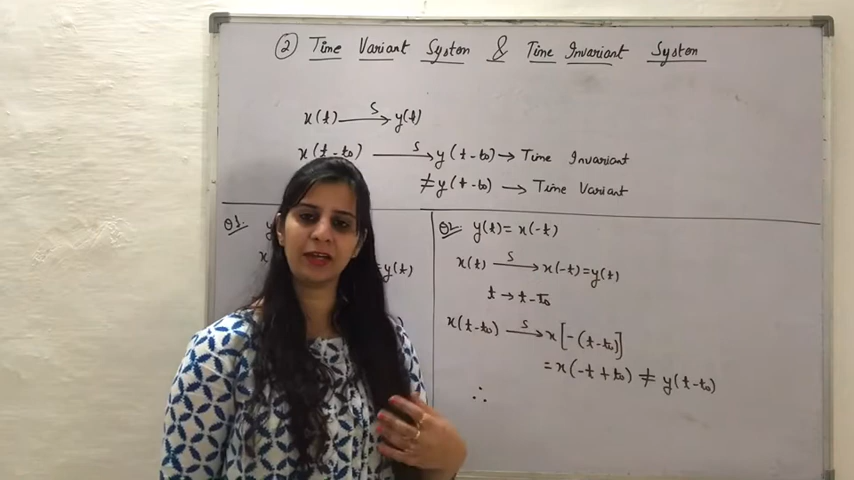 ② Time Variant System & Time Invariant System
x(t) —S→ y(t)
x(t-t₀) —S→ y(t-t₀) → Time Invariant
≠ y(t-t₀) → Time Variant
Q1. y
x =y(t)
Q2. y(t) = x(-t)
x(t) —S→ x(-t) = y(t)
t → t-t₀
x(t-t₀) —S→ x[-(t-t₀)]
= x(-t+t₀) ≠ y(t-t₀)
∴